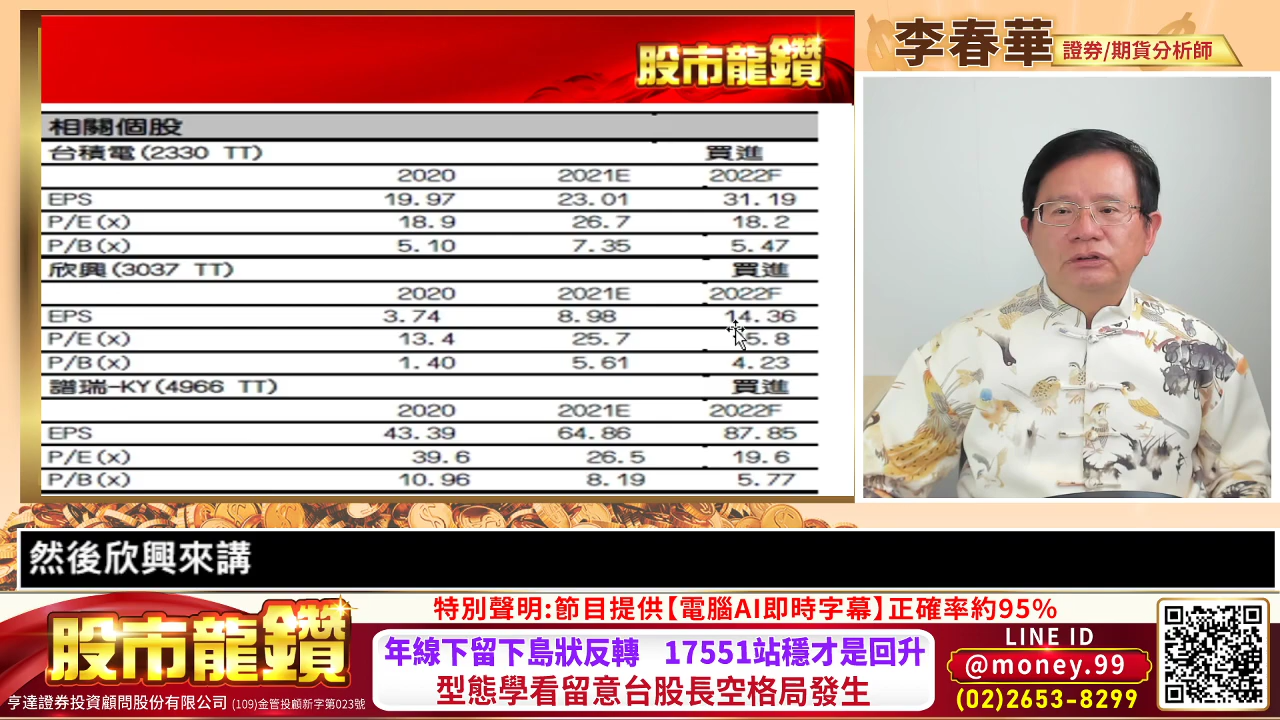 股市龍鑽
李春華 證券/期貨分析師
相關個股
台積電(2330 TT) 買進
2020 2021E 2022F
EPS 19.97 23.01 31.19
P/E(x) 18.9 26.7 18.2
P/B(x) 5.10 7.35 5.47
欣興(3037 TT) 買進
2020 2021E 2022F
EPS 3.74 8.98 14.36
P/E(x) 13.4 25.7 5.8
P/B(x) 1.40 5.61 4.23
譜瑞-KY(4966 TT) 買進
2020 2021E 2022F
EPS 43.39 64.86 87.85
P/E(x) 39.6 26.5 19.6
P/B(x) 10.96 8.19 5.77
然後欣興來講
特別聲明:節目提供【電腦AI即時字幕】正確率約95%
股市龍鑽
亨達證券投資顧問股份有限公司 (109)金管投顧新字第023號
年線下留下島狀反轉 17551站穩才是回升
型態學看留意台股長空格局發生
LINE ID
@money.99
(02)2653-8299